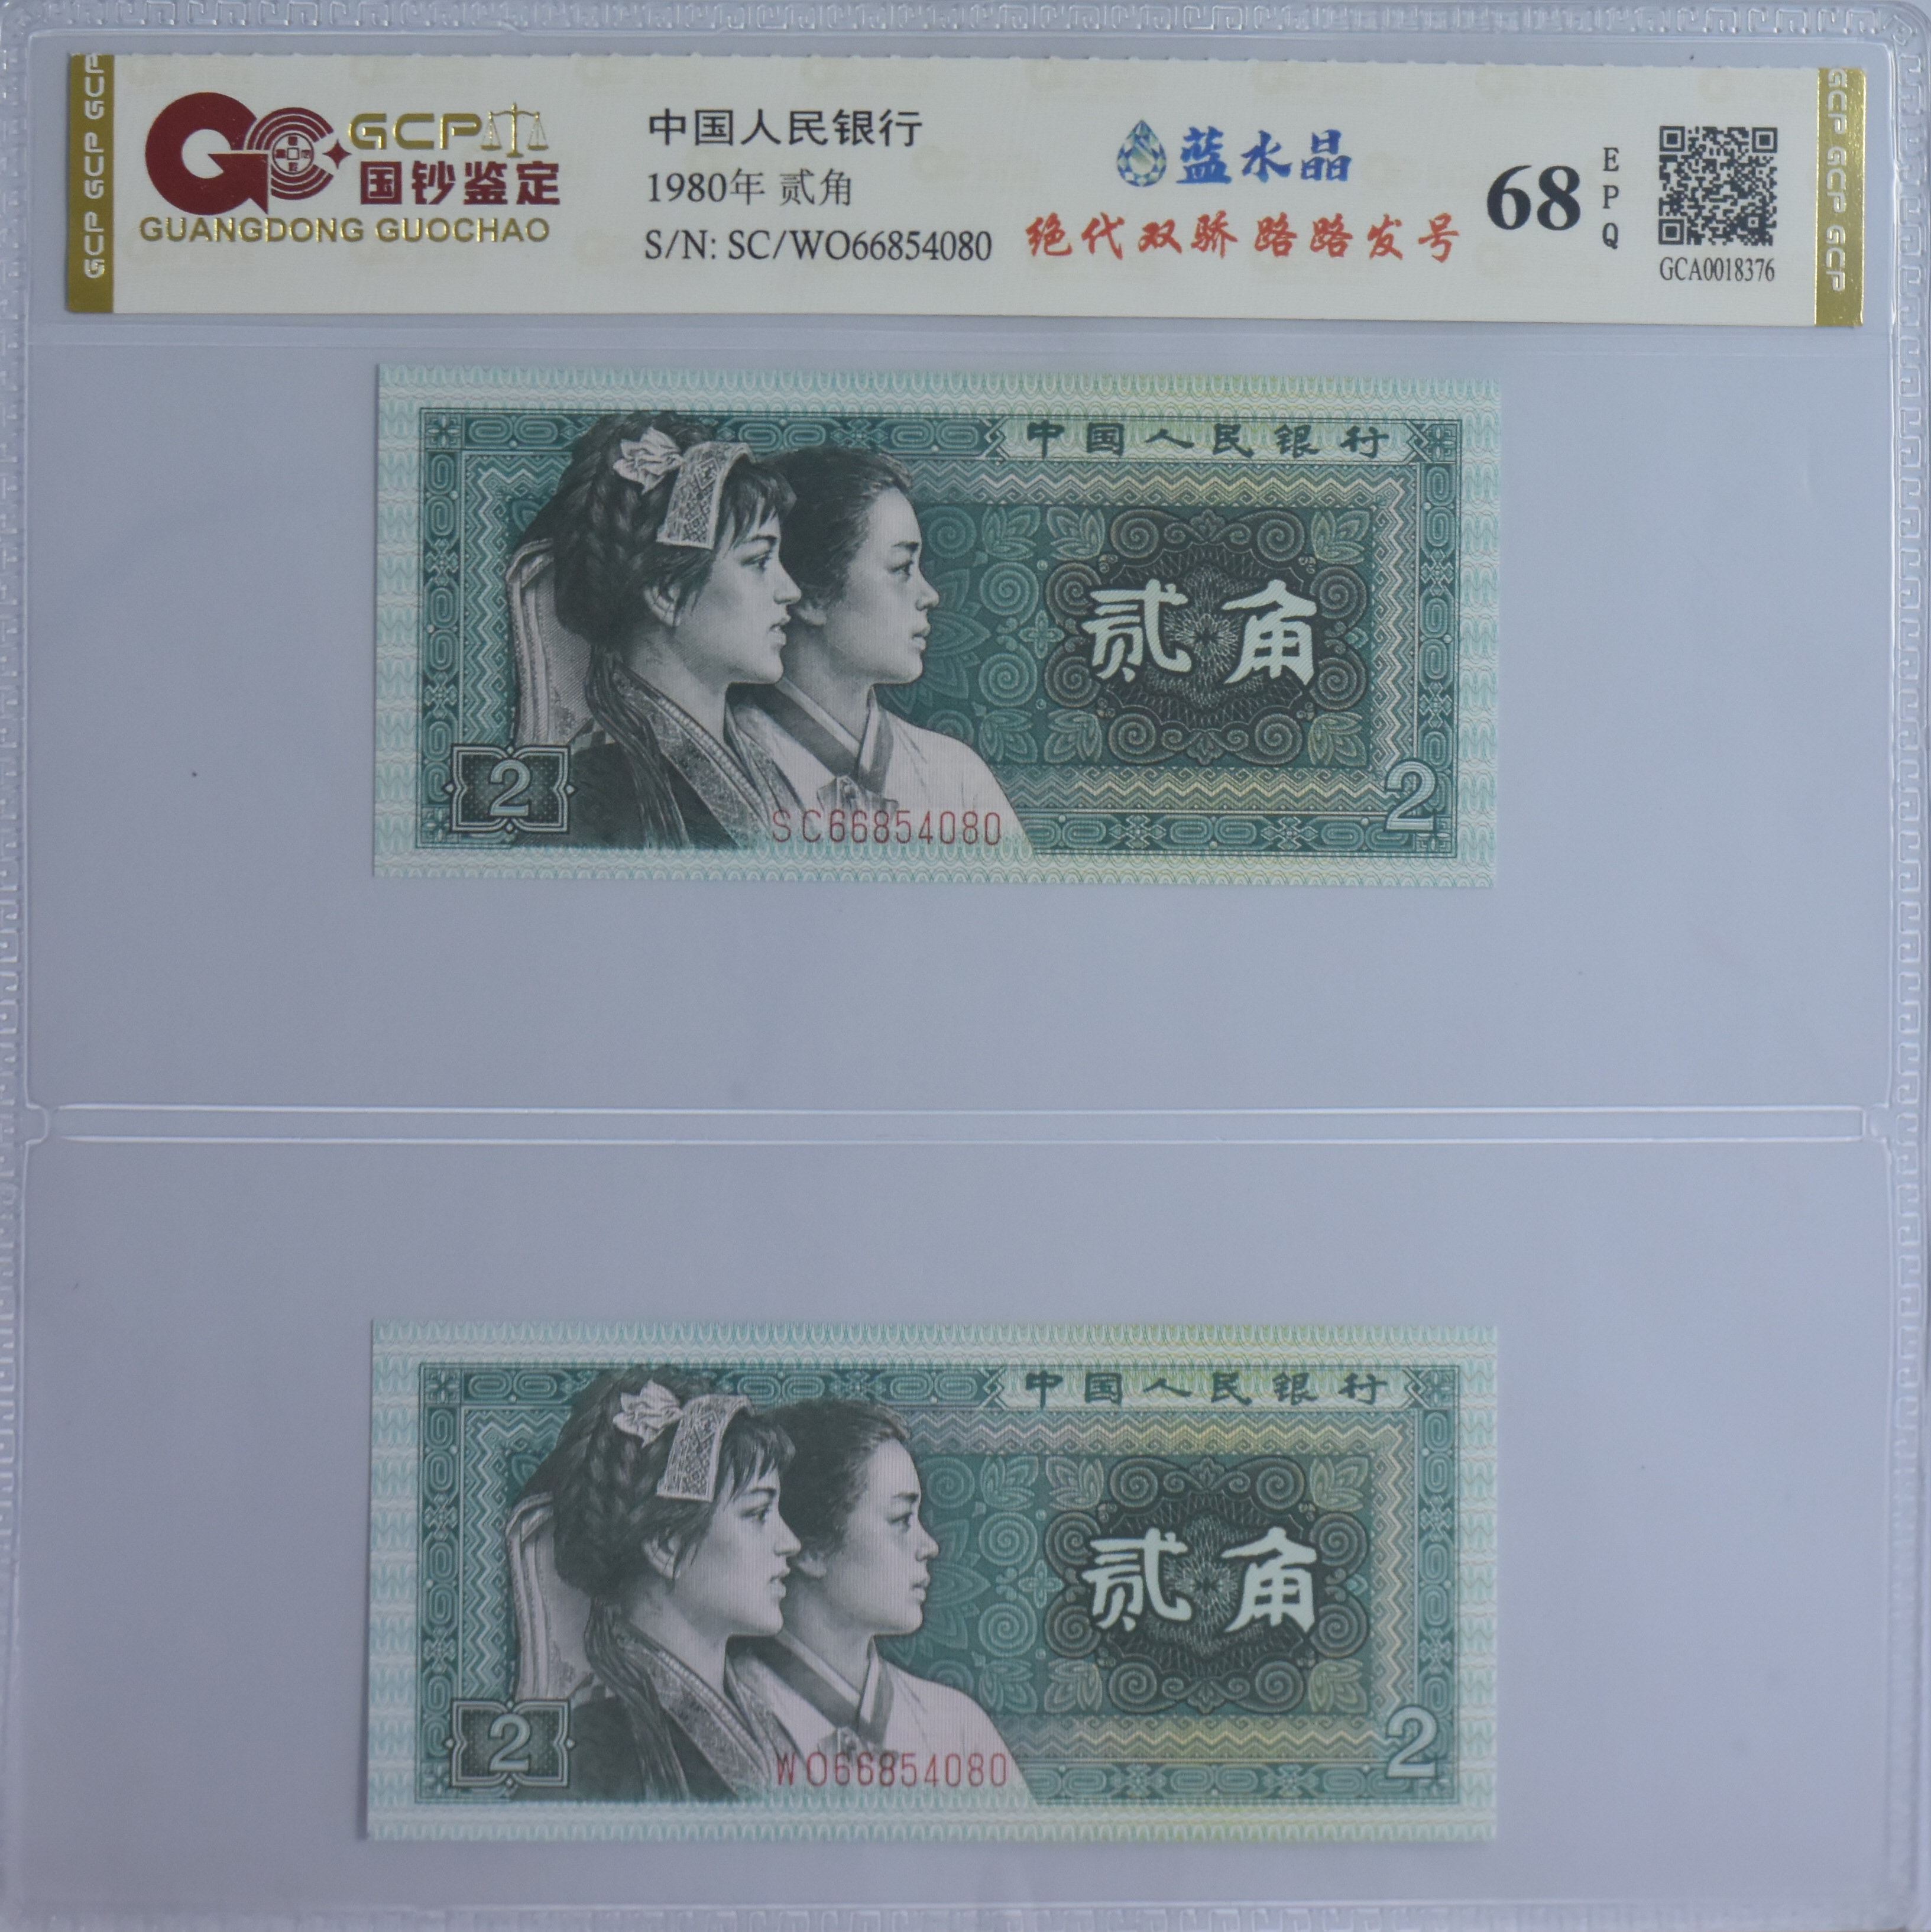 GCP GCP GCP
GCP
国钞鉴定
GUANGDONG GUOCHAO
中国人民银行
1980年 贰角
S/N: SC/WO66854080
蓝水晶
绝代双骄 路路发号
68
EPQ
GCA0018376
GCP GCP GCP
中国人民银行
贰角
2
2
SC66854080
中国人民银行
贰角
2
2
WO66854080